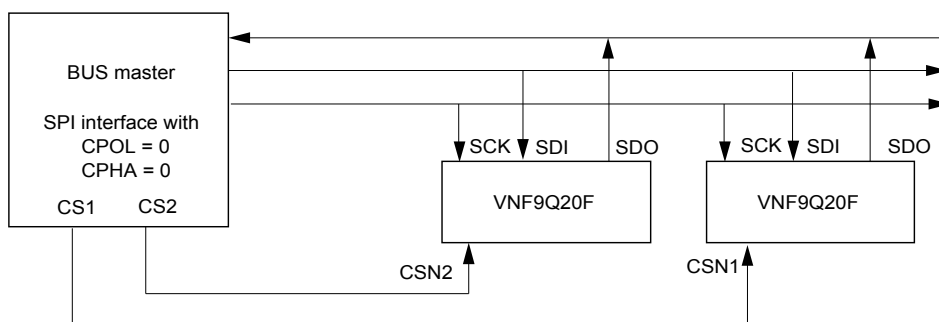 BUS master
SPI interface with
CPOL = 0
CPHA = 0
CS1 CS2
SCK SDI SDO
VNF9Q20F
CSN2
SCK SDI SDO
VNF9Q20F
CSN1